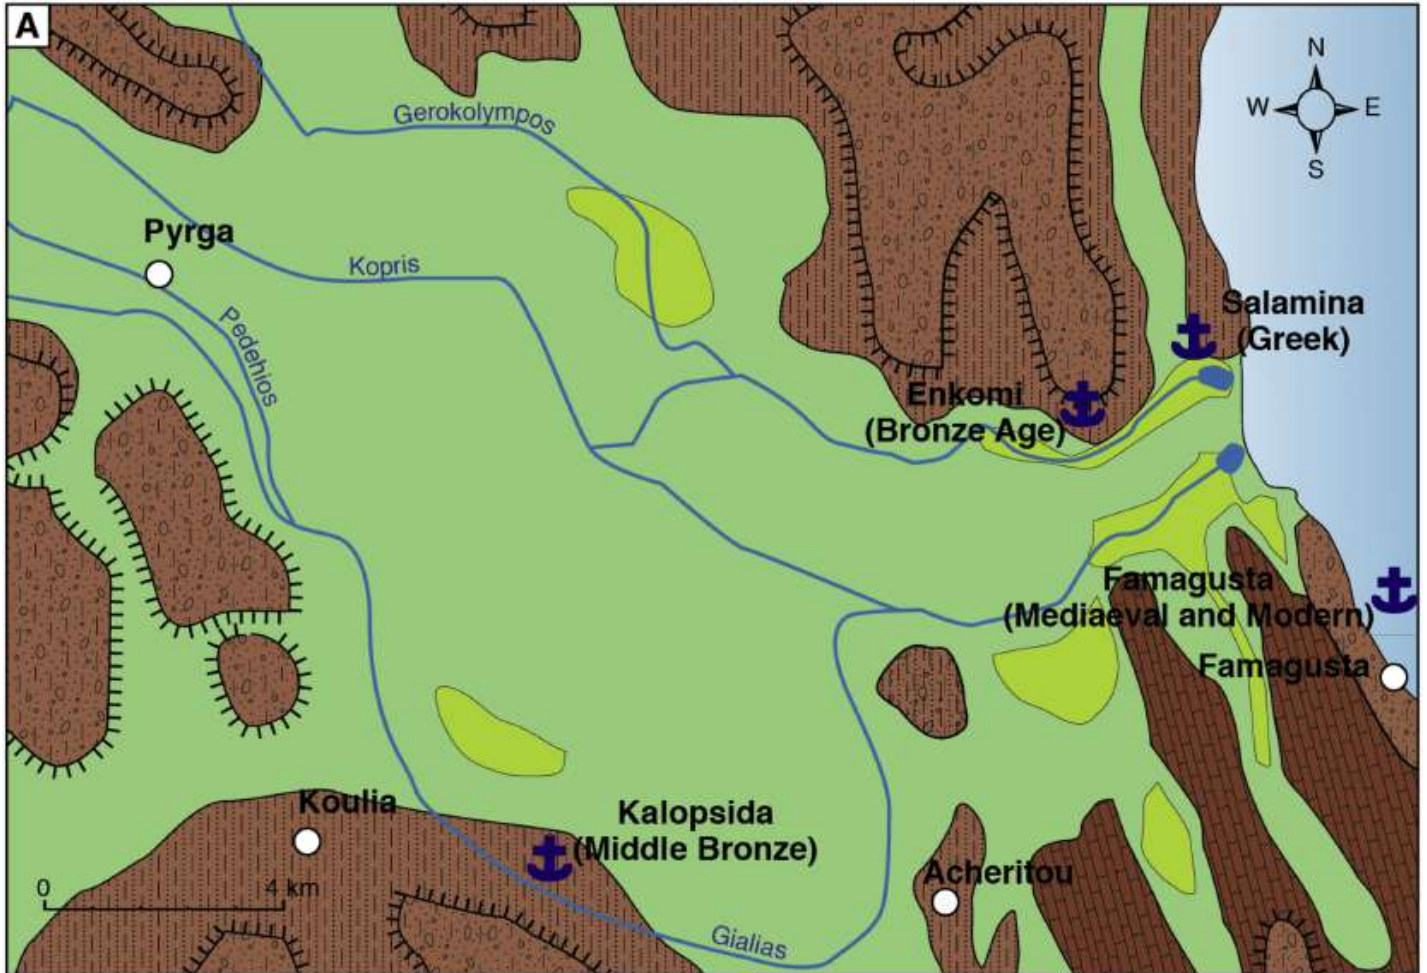 A
N
W E
S
Gerokolympos
Pyrga
Kopris
Pedehios
Salamina
(Greek)
Enkomi
(Bronze Age)
Famagusta
(Mediaeval and Modern)
Famagusta
Koulia
Kalopsida
(Middle Bronze)
Acheritou
0 4 km
Gialias